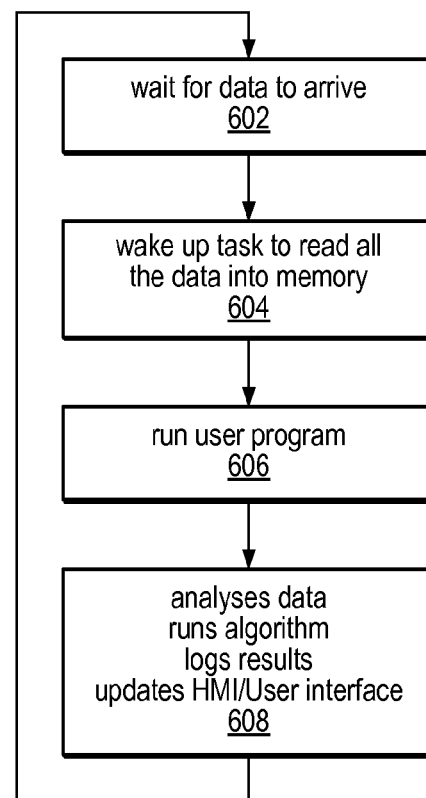 wait for data to arrive
602
wake up task to read all
the data into memory
604
run user program
606
analyses data
runs algorithm
logs results
updates HMI/User interface
608